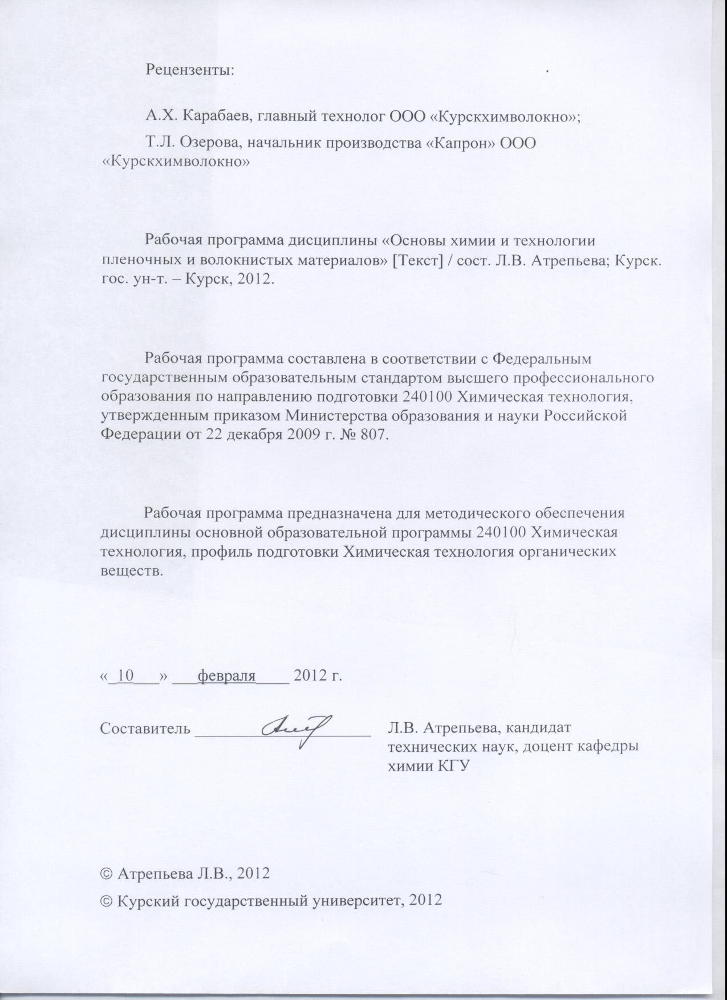 Рецензенты:
А.Х. Карабаев, главный технолог ООО «Курскхимволокно»;
Т.Л. Озерова, начальник производства «Капрон» ООО
«Курскхимволокно»
Рабочая программа дисциплины «Основы химии и технологии
пленочных и волокнистых материалов» [Текст] / сост. Л.В. Атрепьева; Курск.
гос. ун-т. – Курск, 2012.
Рабочая программа составлена в соответствии с Федеральным
государственным образовательным стандартом высшего профессионального
образования по направлению подготовки 240100 Химическая технология,
утвержденным приказом Министерства образования и науки Российской
Федерации от 22 декабря 2009 г. № 807.
Рабочая программа предназначена для методического обеспечения
дисциплины основной образовательной программы 240100 Химическая
технология, профиль подготовки Химическая технология органических
веществ.
«_10___» ___февраля____ 2012 г.
Составитель _____________________ Л.В. Атрепьева, кандидат
технических наук, доцент кафедры
химии КГУ
© Атрепьева Л.В., 2012
© Курский государственный университет, 2012